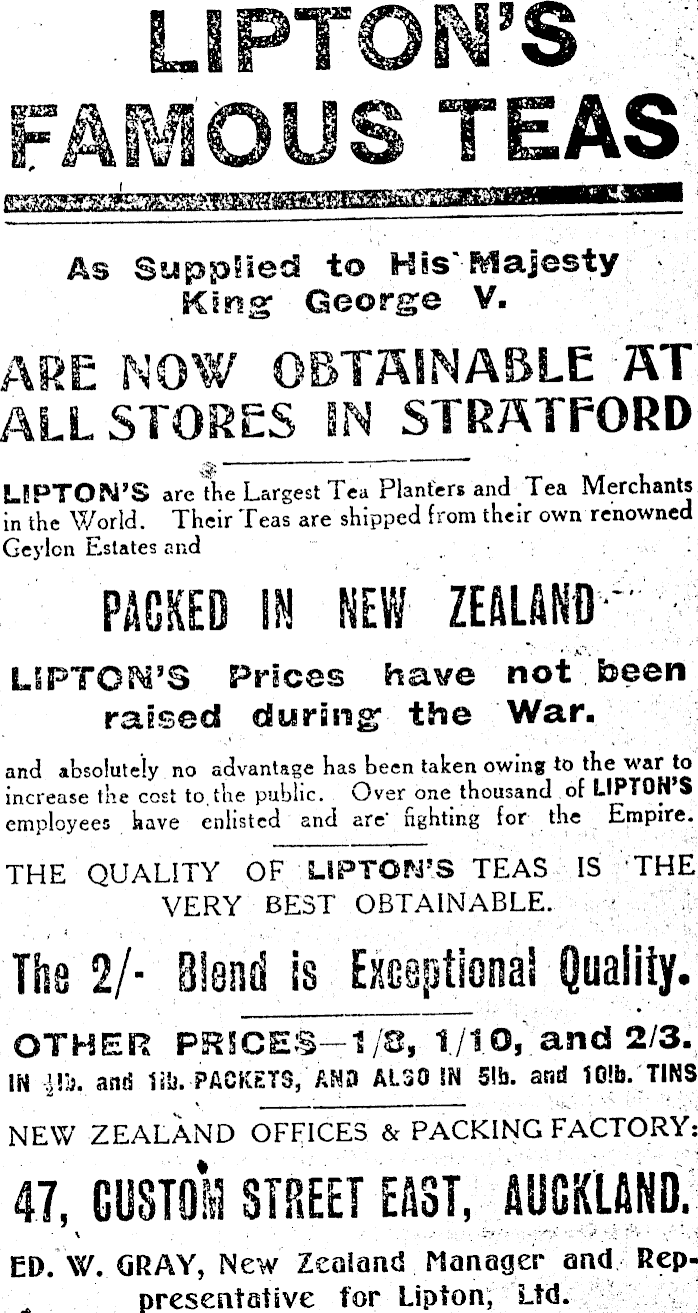 LIPTON'S
FAMOUS TEAS
As Supplied to His Majesty
King George V.
ARE NOW OBTAINABLE AT
ALL STORES IN STRATFORD
LIPTON'S are the Largest Tea Planters and Tea Merchants
in the World. Their Teas are shipped from their own renowned
Ceylon Estates and
PACKED IN NEW ZEALAND
LIPTON'S Prices have not been
raised during the War.
and absolutely no advantage has been taken owing to the war to
increase the cost to the public. Over one thousand of LIPTON'S
employees have enlisted and are fighting for the Empire.
THE QUALITY OF LIPTON'S TEAS IS THE
VERY BEST OBTAINABLE.
The 2/- Blend is Exceptional Quality.
OTHER PRICES—1/8, 1/10, and 2/3.
IN ½lb. and 1lb. PACKETS, AND ALSO IN 5lb. and 10lb. TINS
NEW ZEALAND OFFICES & PACKING FACTORY:
47, CUSTOM STREET EAST, AUCKLAND.
ED. W. GRAY, New Zealand Manager and Rep-
presentative for Lipton, Ltd.